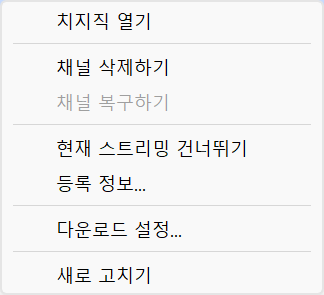 치지직 열기
채널 삭제하기
채널 복구하기
현재 스트리밍 건너뛰기
등록 정보...
다운로드 설정...
새로 고치기